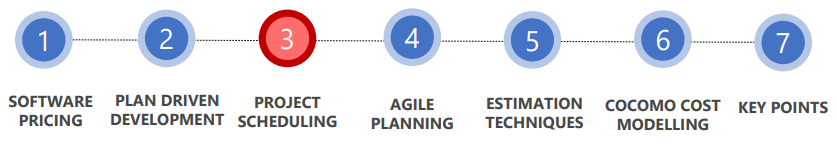 1 2 3 4 5 6 7
SOFTWARE PRICING
PLAN DRIVEN DEVELOPMENT
PROJECT SCHEDULING
AGILE PLANNING
ESTIMATION TECHNIQUES
COCOMO COST MODELLING
KEY POINTS